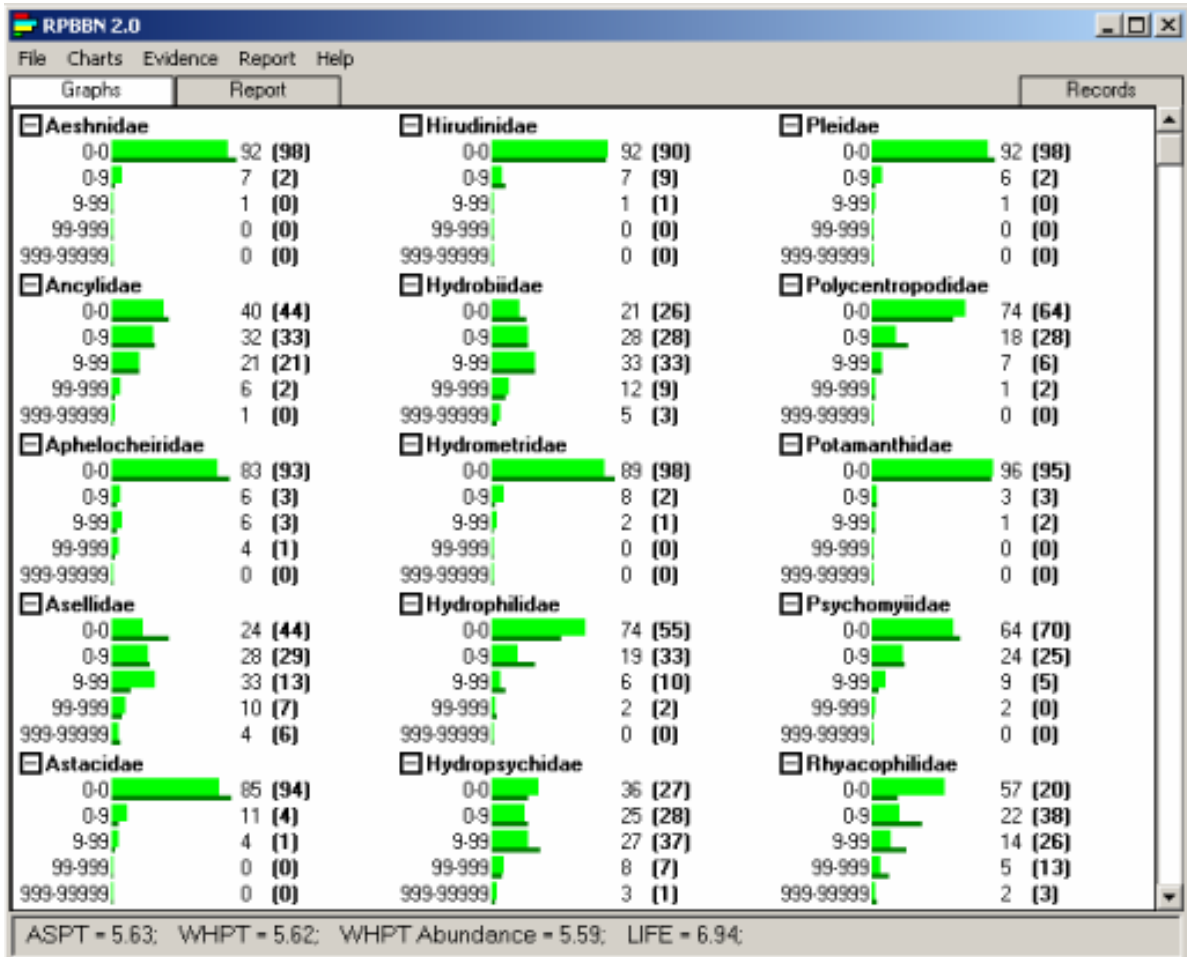 RPBBN 2.0
File Charts Evidence Report Help
Graphs Report Records
Aeshnidae
0-0 92 (98)
0-9 7 (2)
9-99 1 (0)
99-999 0 (0)
999-99999 0 (0)
Ancylidae
0-0 40 (44)
0-9 32 (33)
9-99 21 (21)
99-999 6 (2)
999-99999 1 (0)
Aphelocheiridae
0-0 83 (93)
0-9 6 (3)
9-99 6 (3)
99-999 4 (1)
999-99999 0 (0)
Asellidae
0-0 24 (44)
0-9 28 (29)
9-99 33 (13)
99-999 10 (7)
999-99999 4 (6)
Astacidae
0-0 85 (94)
0-9 11 (4)
9-99 4 (1)
99-999 0 (0)
999-99999 0 (0)
Hirudinidae
0-0 92 (90)
0-9 7 (9)
9-99 1 (1)
99-999 0 (0)
999-99999 0 (0)
Hydrobiidae
0-0 21 (26)
0-9 28 (28)
9-99 33 (33)
99-999 12 (9)
999-99999 5 (3)
Hydrometridae
0-0 89 (98)
0-9 8 (2)
9-99 2 (1)
99-999 0 (0)
999-99999 0 (0)
Hydrophilidae
0-0 74 (55)
0-9 19 (33)
9-99 6 (10)
99-999 2 (2)
999-99999 0 (0)
Hydropsychidae
0-0 36 (27)
0-9 25 (28)
9-99 27 (37)
99-999 8 (7)
999-99999 3 (1)
Pleidae
0-0 92 (98)
0-9 6 (2)
9-99 1 (0)
99-999 0 (0)
999-99999 0 (0)
Polycentropodidae
0-0 74 (64)
0-9 18 (28)
9-99 7 (6)
99-999 1 (2)
999-99999 0 (0)
Potamanthidae
0-0 96 (95)
0-9 3 (3)
9-99 1 (2)
99-999 0 (0)
999-99999 0 (0)
Psychomyiidae
0-0 64 (70)
0-9 24 (25)
9-99 9 (5)
99-999 2 (0)
999-99999 0 (0)
Rhyacophilidae
0-0 57 (20)
0-9 22 (38)
9-99 14 (26)
99-999 5 (13)
999-99999 2 (3)
ASPT = 5.63; WHPT = 5.62; WHPT Abundance = 5.59; LIFE = 6.94;